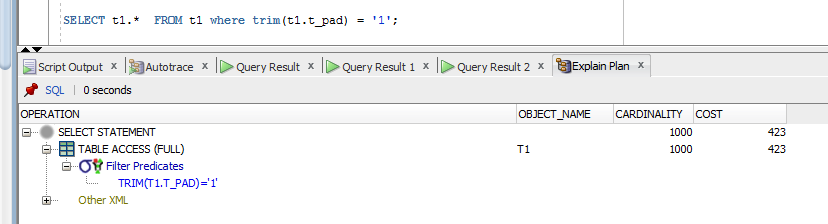 SELECT t1.*  FROM t1 where trim(t1.t_pad) = '1';
Script Output x Autotrace x Query Result x Query Result 1 x Query Result 2 x Explain Plan x
SQL | 0 seconds
OPERATION OBJECT_NAME CARDINALITY COST
SELECT STATEMENT 1000 423
TABLE ACCESS (FULL) T1 1000 423
Filter Predicates
TRIM(T1.T_PAD)='1'
Other XML